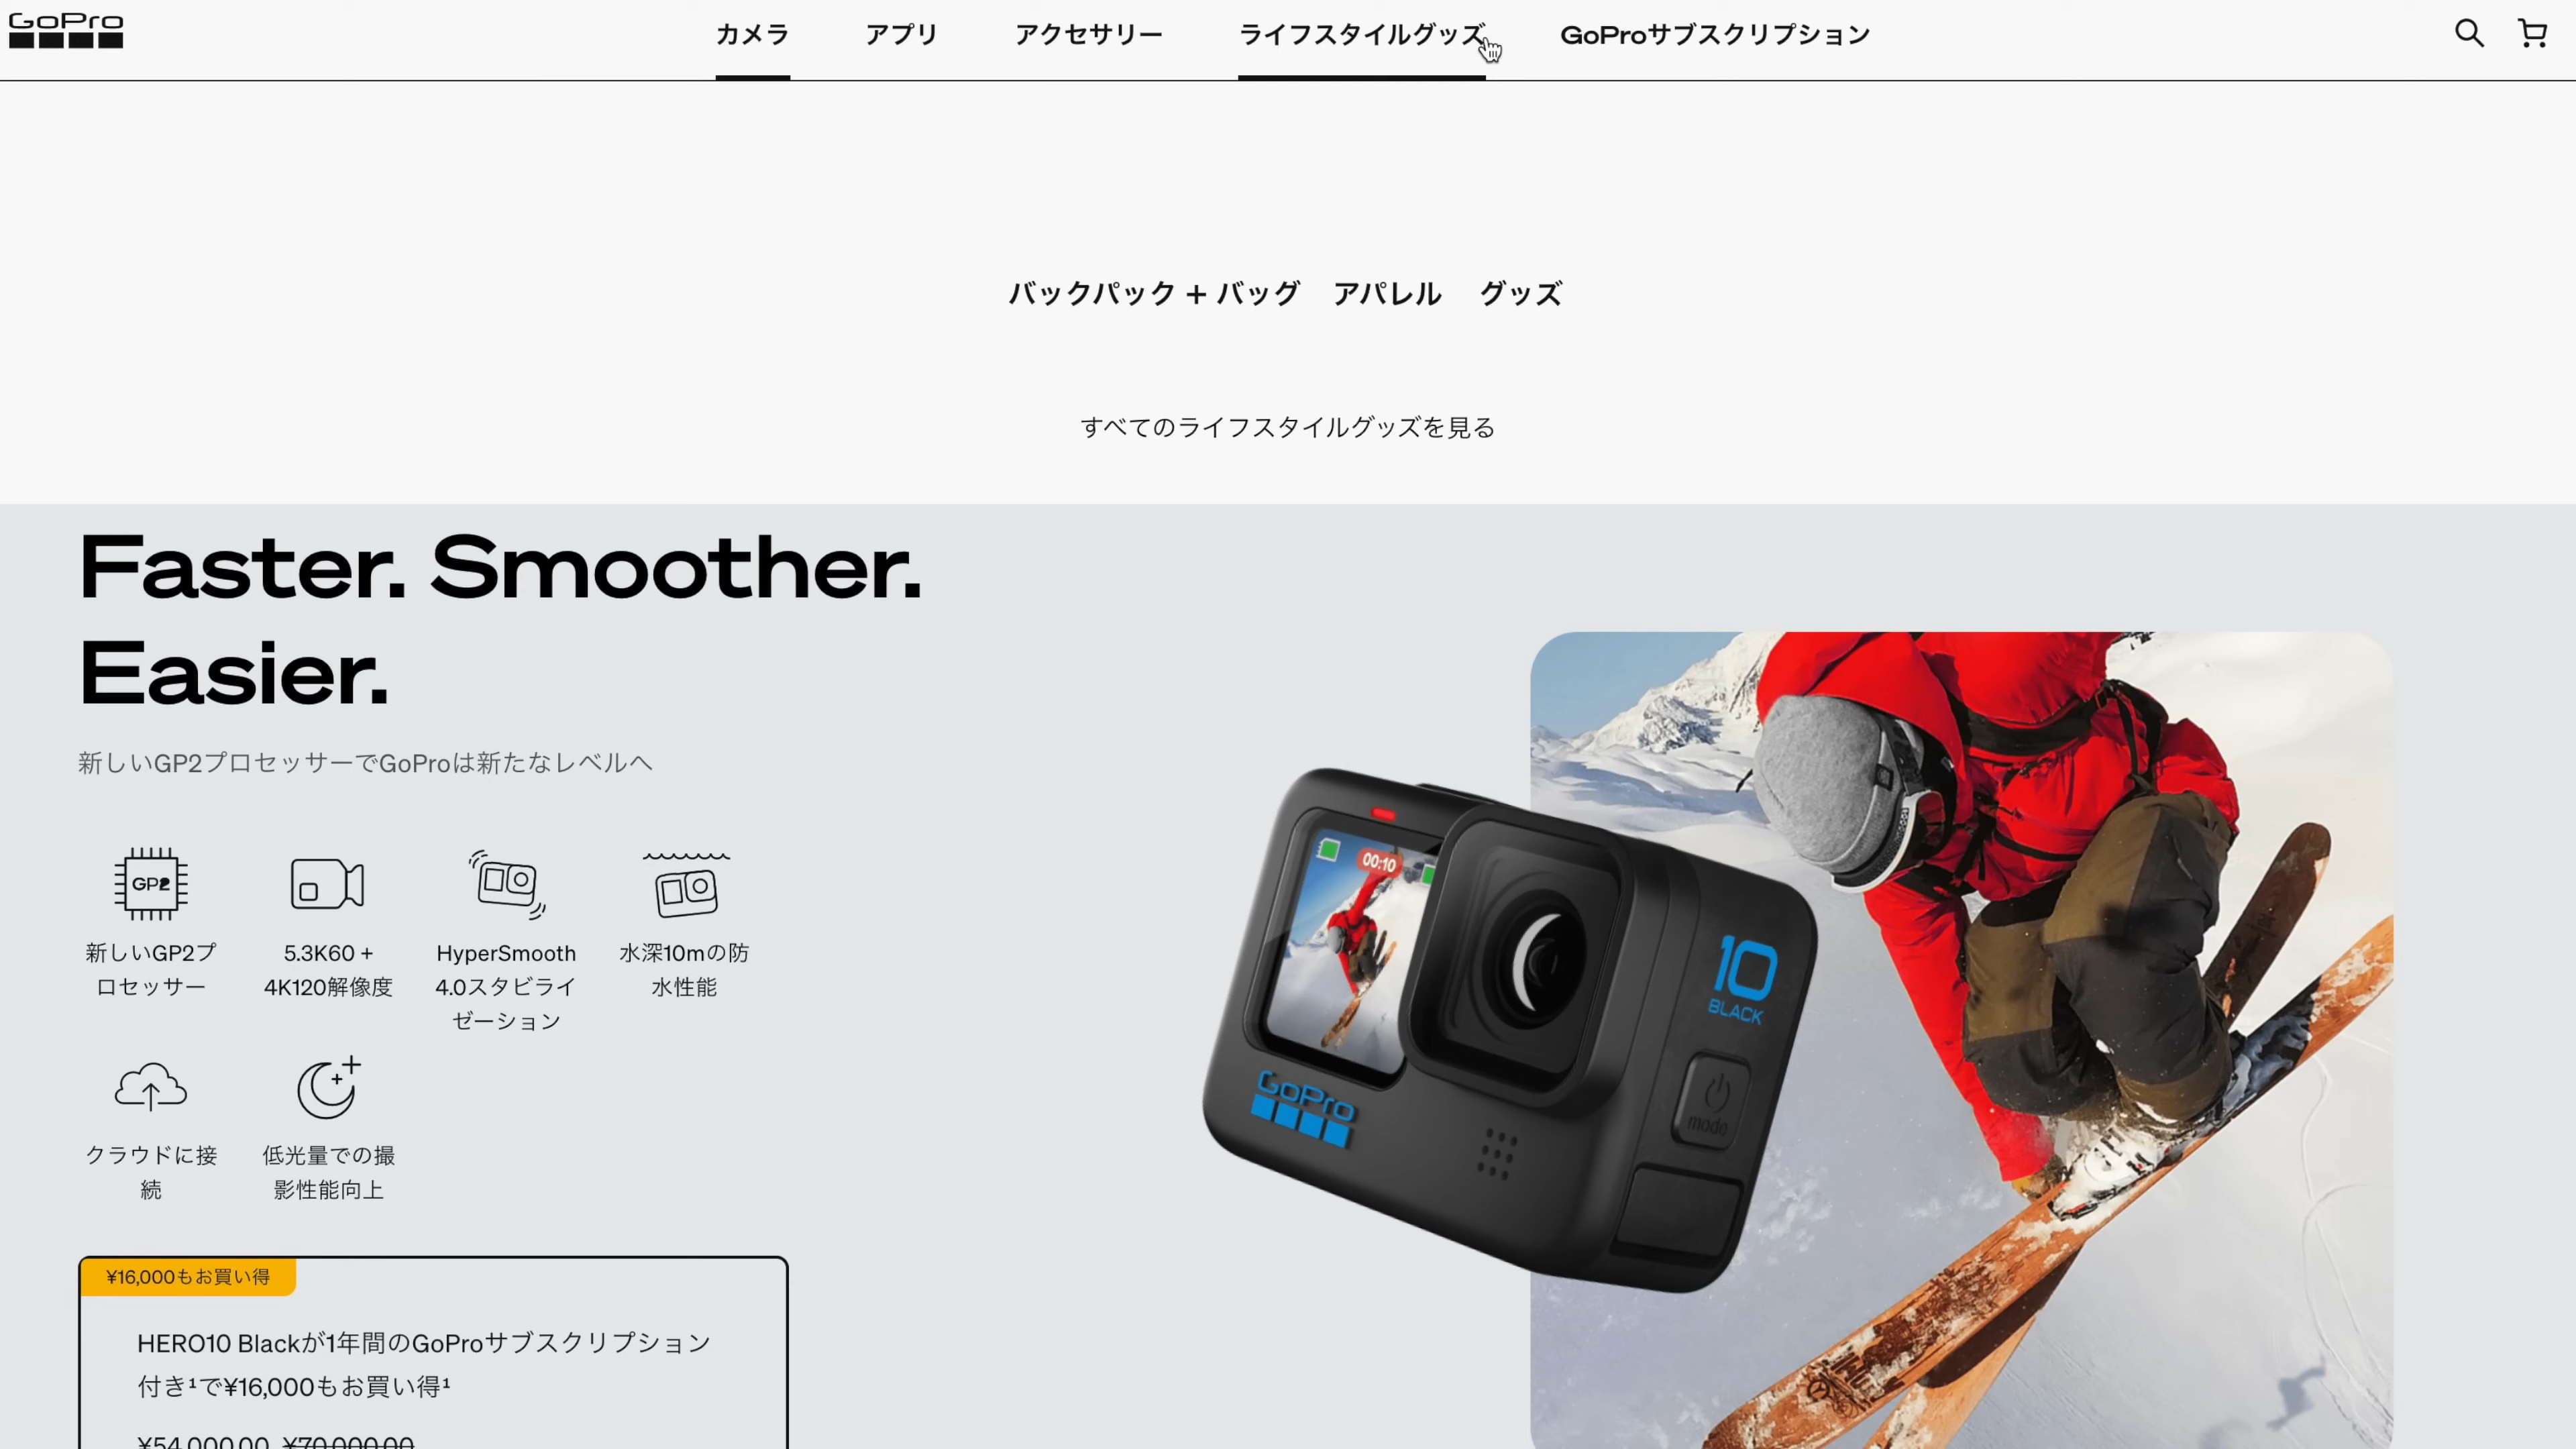 GoPro
カメラ アプリ アクセサリー ライフスタイルグッズ GoProサブスクリプション
バックパック + バッグ アパレル グッズ
すべてのライフスタイルグッズを見る
Faster. Smoother.
Easier.
新しいGP2プロセッサーでGoProは新たなレベルへ
GP2
新しいGP2プ
ロセッサー
5.3K60 +
4K120解像度
HyperSmooth
4.0スタビライ
ゼーション
水深10mの防
水性能
クラウドに接
続
低光量での撮
影性能向上
00:10
10
BLACK
GoPro
mode
¥16,000もお買い得
HERO10 Blackが1年間のGoProサブスクリプション
付き¹で¥16,000もお買い得¹
¥54,000.00 ¥70,000.00